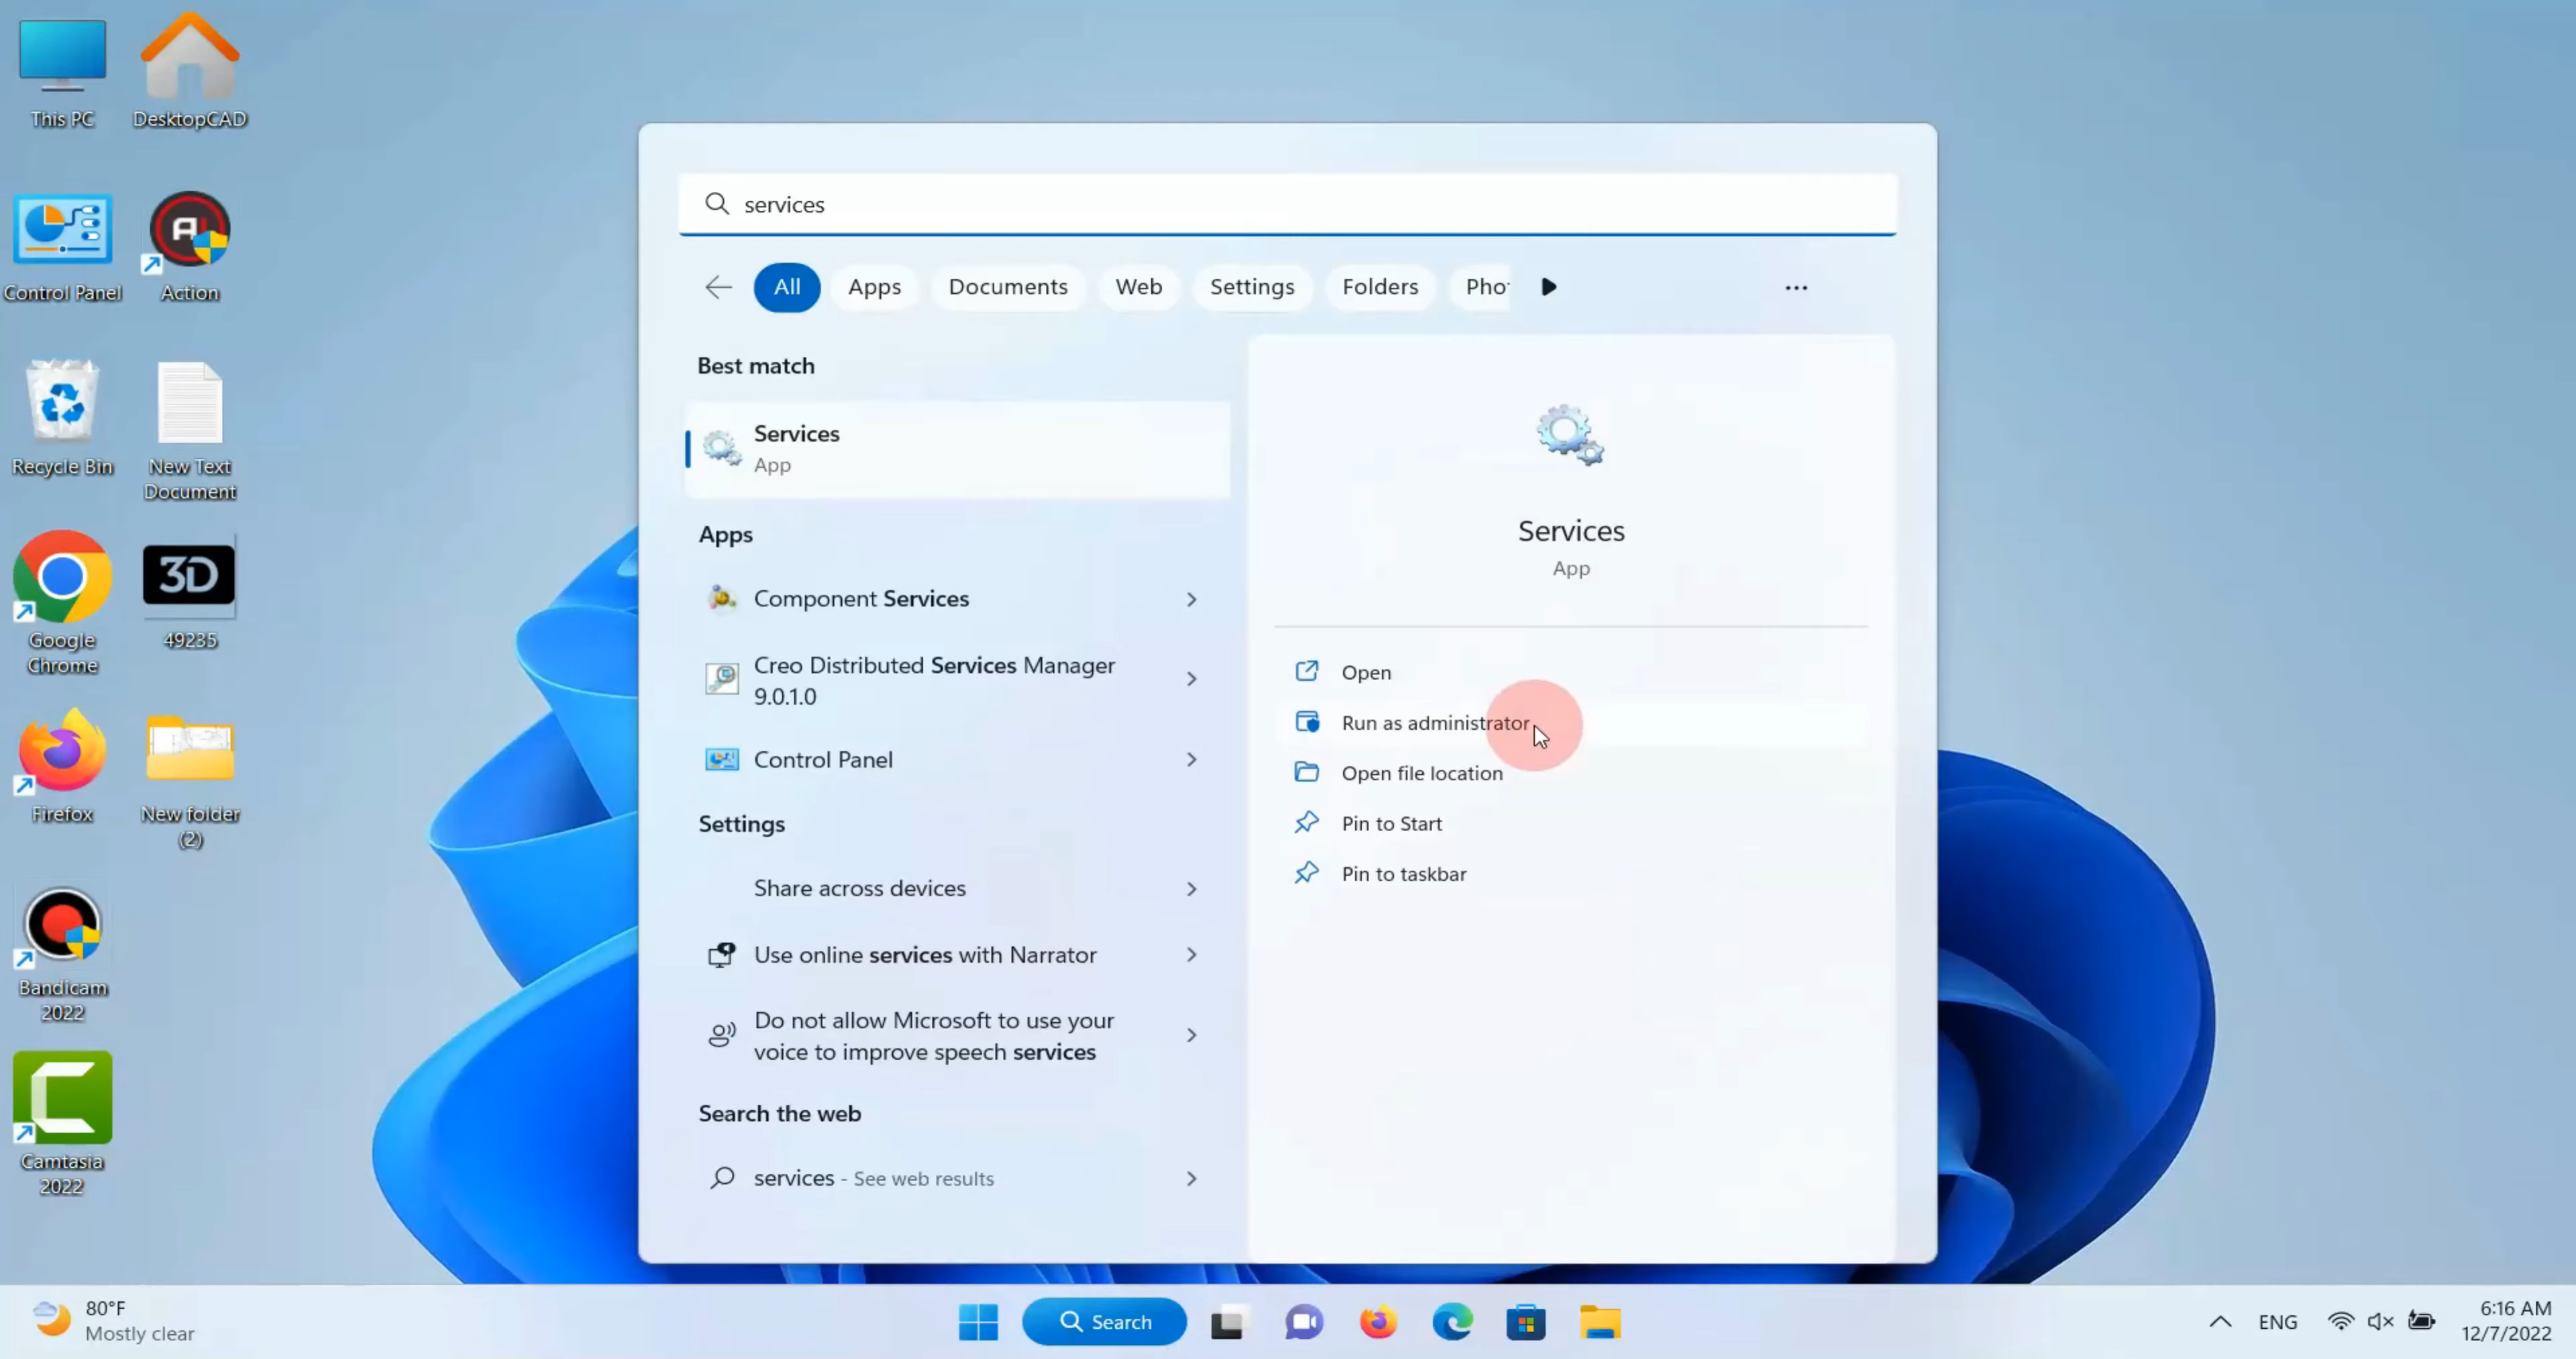 This PC
DesktopCAD
Control Panel
Action
Recycle Bin
New Text
Document
Google
Chrome
3D
49235
Firefox
New folder
(2)
Bandicam
2022
Camtasia
2022
services
All
Apps
Documents
Web
Settings
Folders
Pho
Best match
Services
App
Apps
Component Services
Creo Distributed Services Manager
9.0.1.0
Control Panel
Settings
Share across devices
Use online services with Narrator
Do not allow Microsoft to use your
voice to improve speech services
Search the web
services - See web results
Services
App
Open
Run as administrator
Open file location
Pin to Start
Pin to taskbar
80°F
Mostly clear
Search
ENG
6:16 AM
12/7/2022